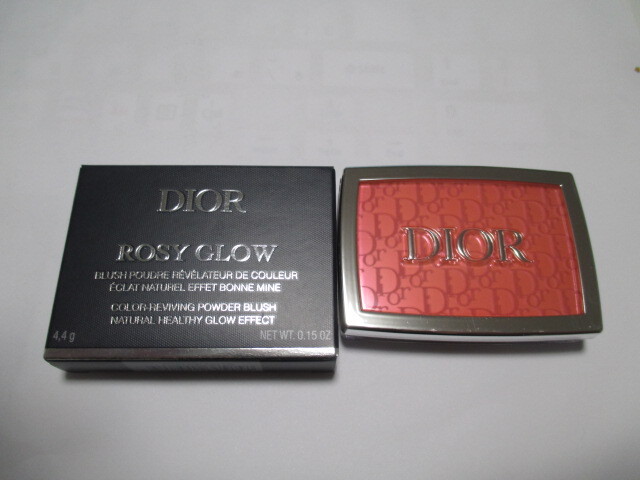 DIOR
ROSY GLOW
BLUSH POUDRE RÉVÉLATEUR DE COULEUR
ÉCLAT NATUREL EFFET BONNE MINE
COLOR-REVIVING POWDER BLUSH
NATURAL HEALTHY GLOW EFFECT
4,4 g NET WT. 0.15 OZ
DIOR